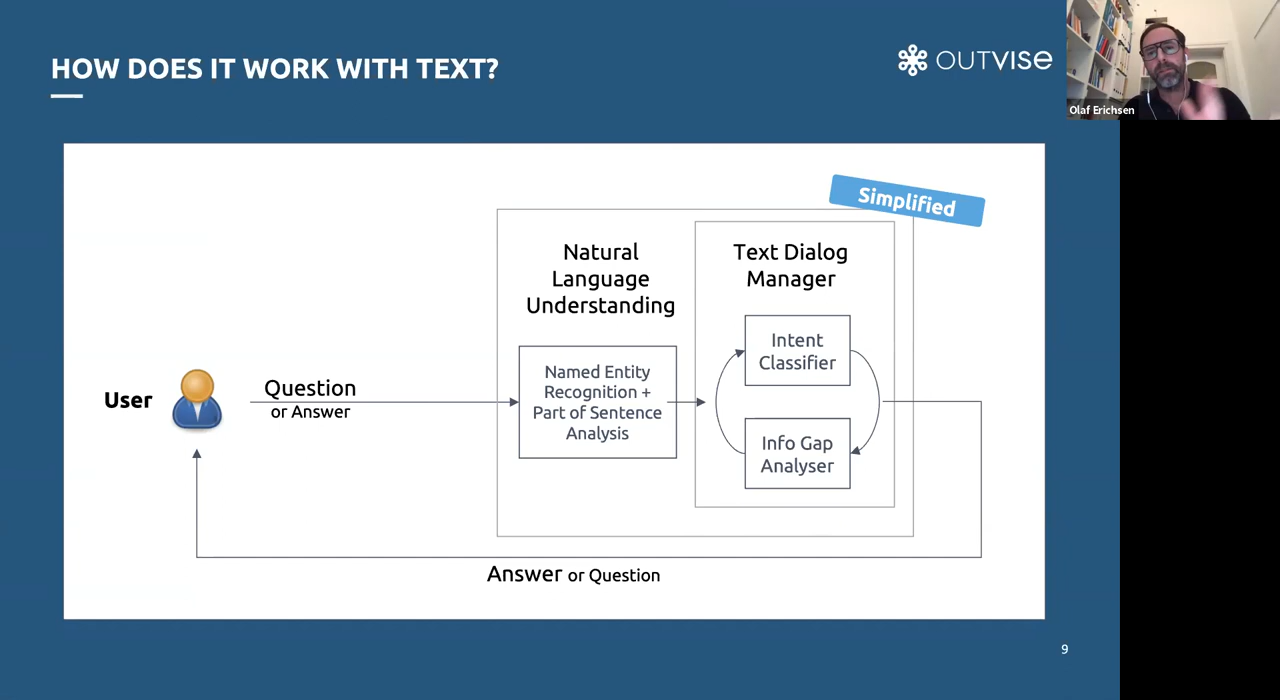 HOW DOES IT WORK WITH TEXT?
OUTVISE
Olaf Erichsen
Simplified
Natural
Language
Understanding
Text Dialog
Manager
Intent
Classifier
Named Entity
Recognition +
Part of Sentence
Analysis
Info Gap
Analyser
User
Question
or Answer
Answer or Question
9